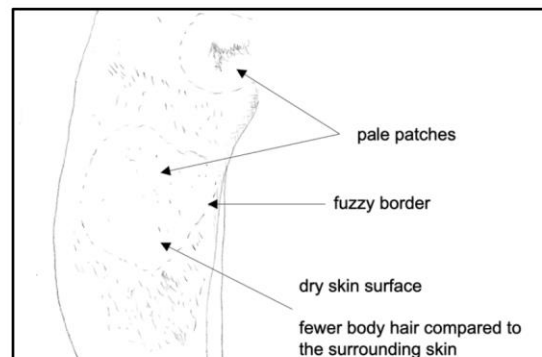 pale patches
fuzzy border
dry skin surface
fewer body hair compared to
the surrounding skin